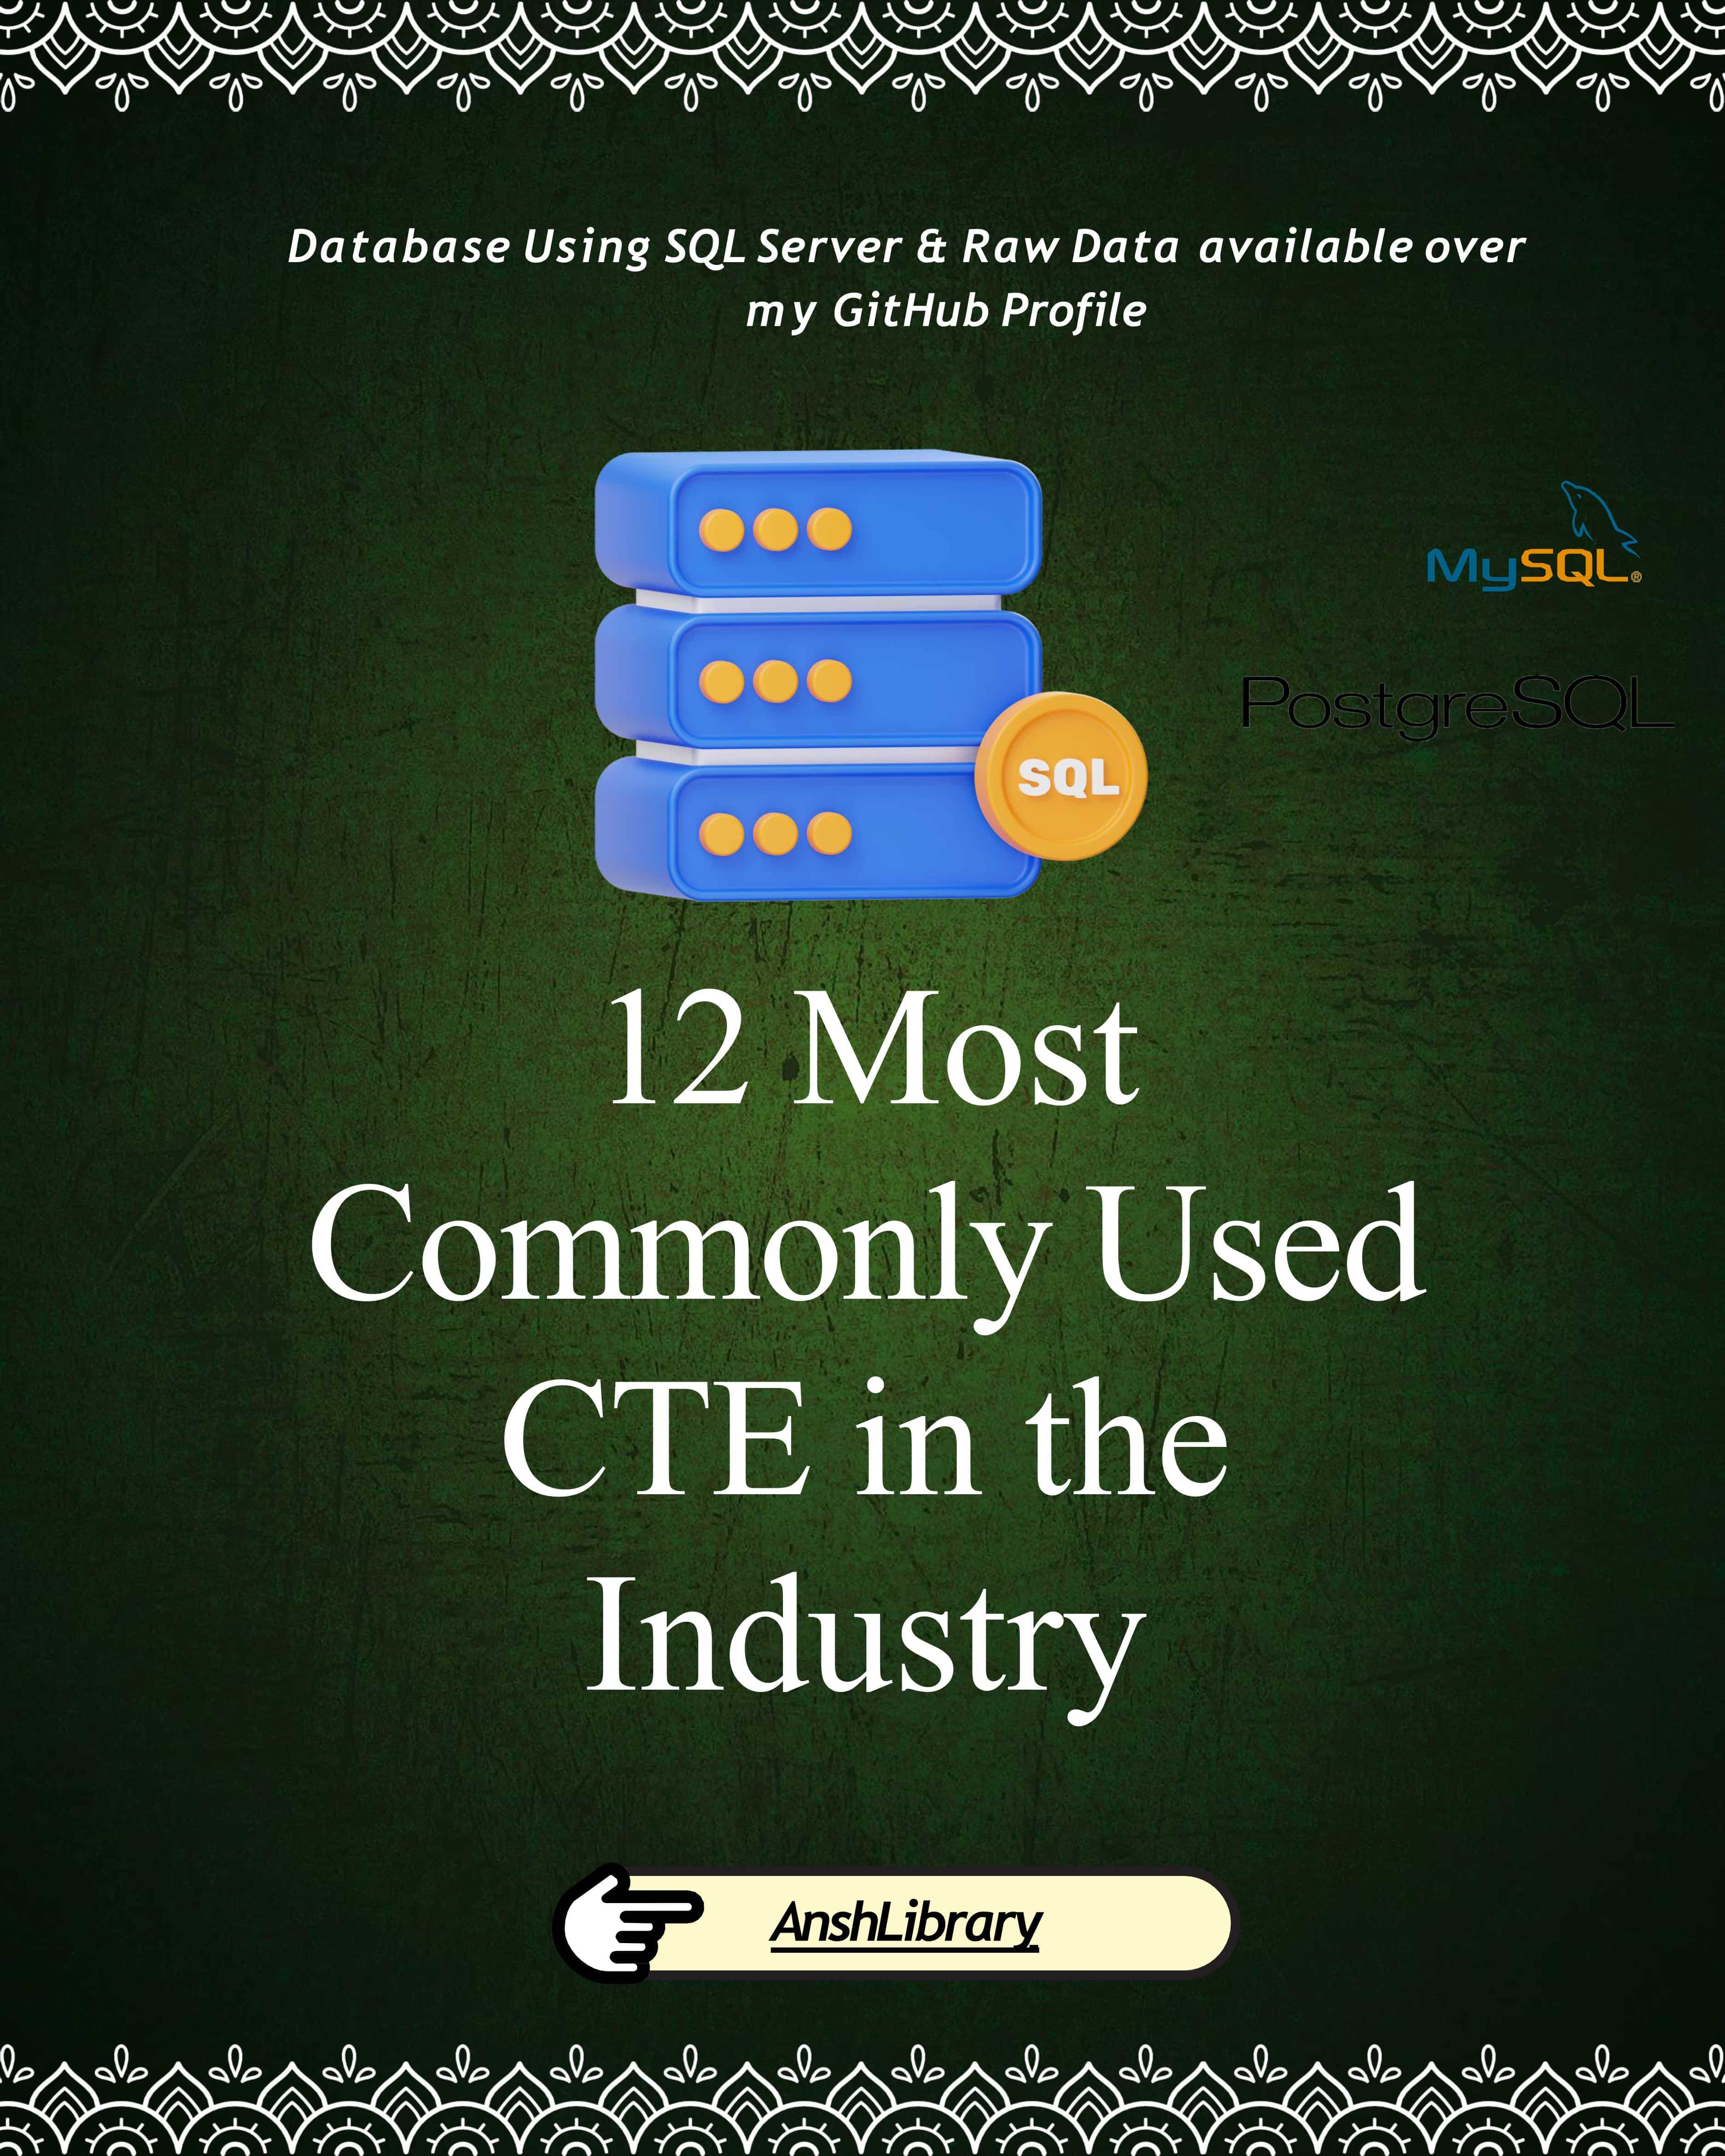 Database Using SQL Server & Raw Data available over
my GitHub Profile
MySQL®
PostgreSQL
SQL
12 Most
Commonly Used
CTE in the
Industry
AnshLibrary